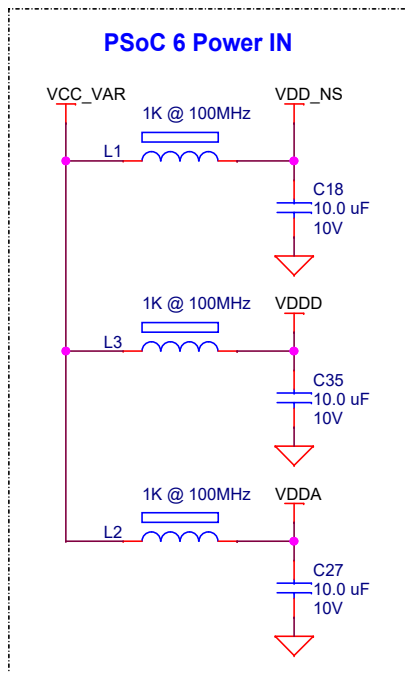 PSoC 6 Power IN
VCC_VAR
VDD_NS
1K @ 100MHz
L1
C18
10.0 uF
10V
VDDD
1K @ 100MHz
L3
C35
10.0 uF
10V
VDDA
1K @ 100MHz
L2
C27
10.0 uF
10V